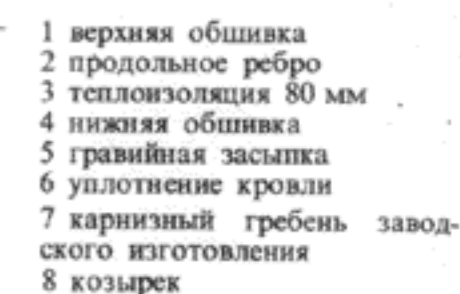 1 верхняя обшивка
2 продольное ребро
3 теплоизоляция 80 мм
4 нижняя обшивка
5 гравийная засыпка
6 уплотнение кровли
7 карнизный гребень завод-
ского изготовления
8 козырек